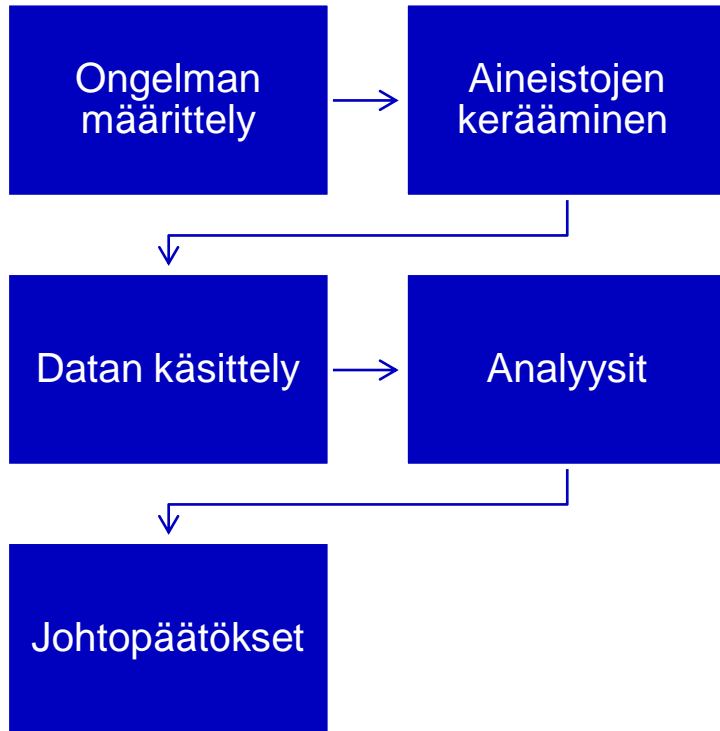 Ongelman
määrittely
Aineistojen
kerääminen
Datan käsittely
Analyysit
Johtopäätökset